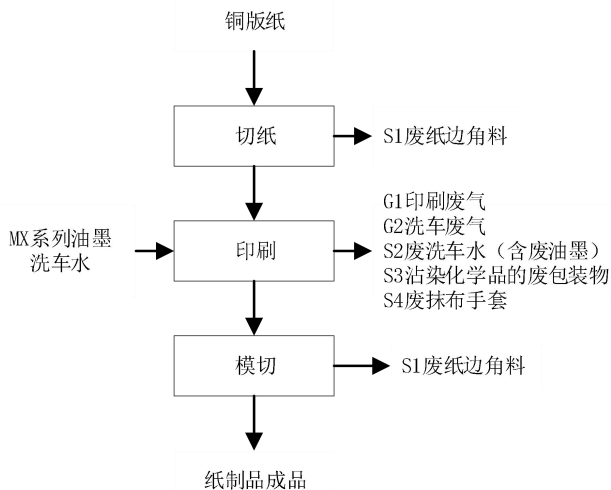 铜版纸
切纸
S1废纸边角料
MX系列油墨
洗车水
印刷
G1印刷废气
G2洗车废气
S2废洗车水（含废油墨）
S3沾染化学品的废包装物
S4废抹布手套
模切
S1废纸边角料
纸制品成品